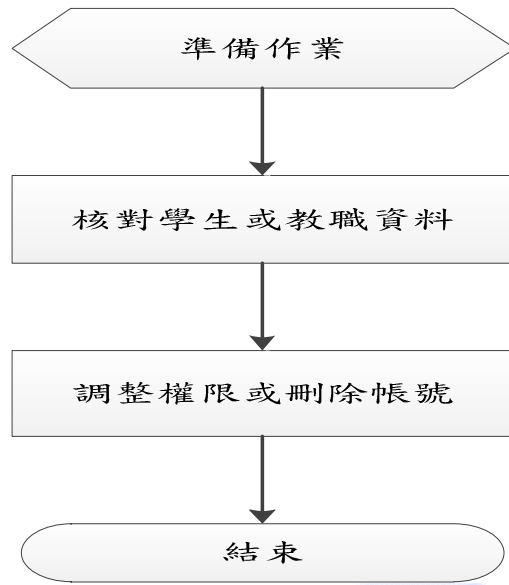 準備作業
核對學生或教職資料
調整權限或刪除帳號
結束